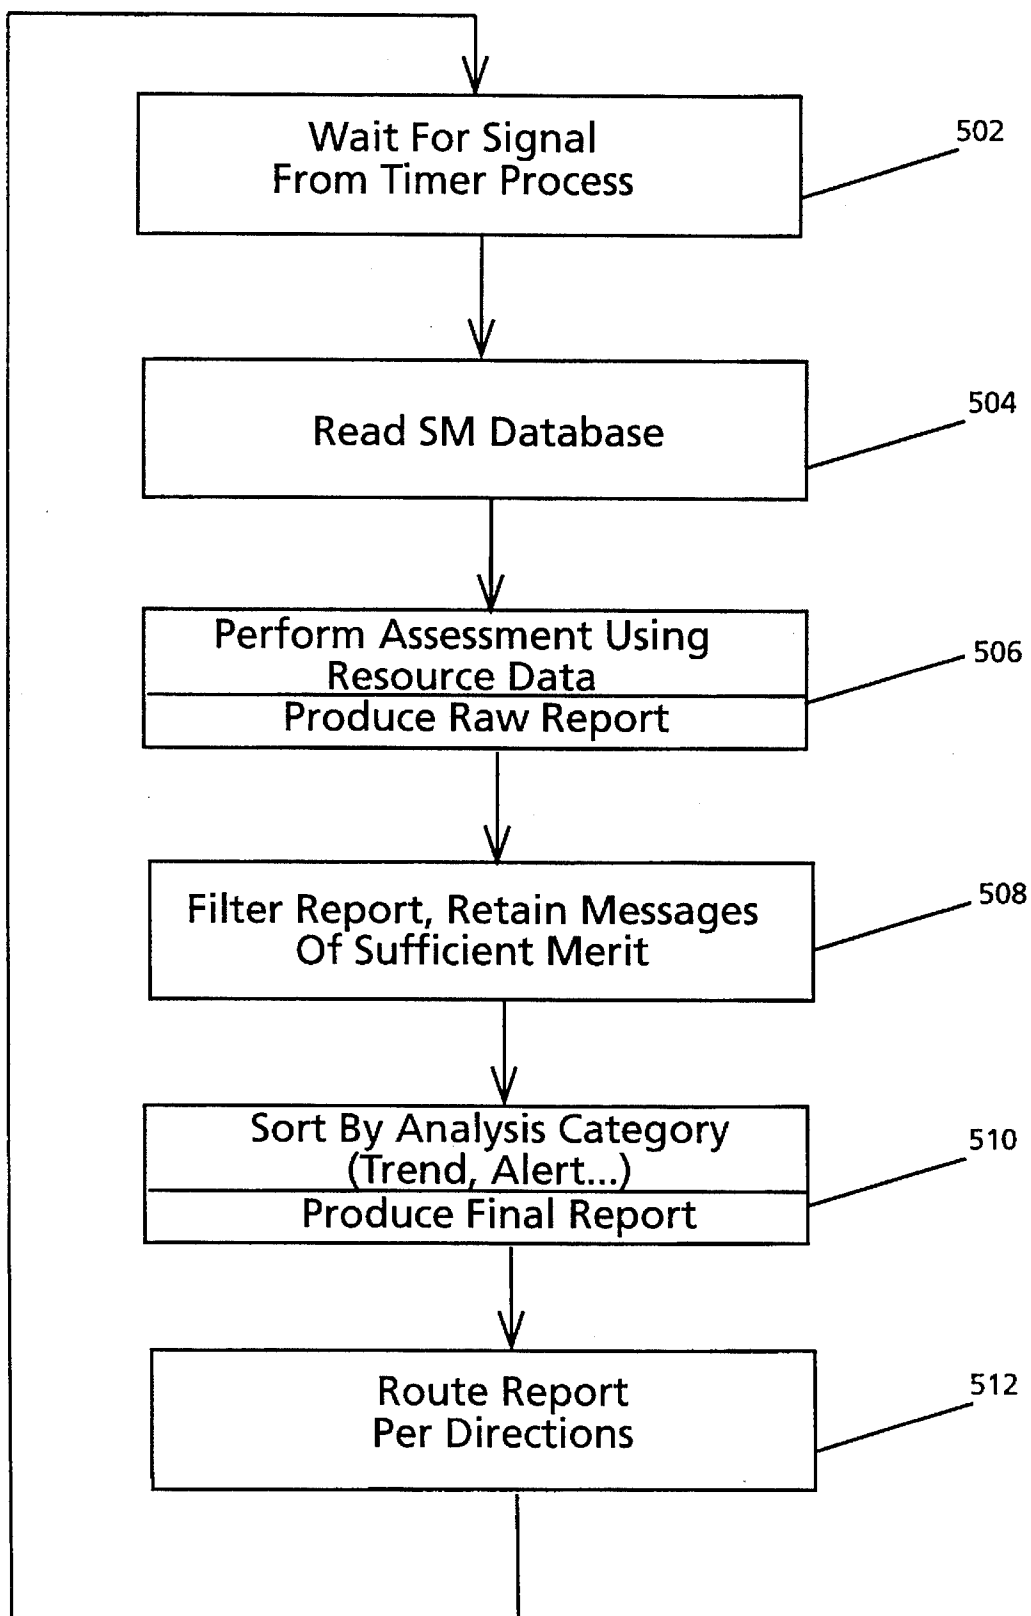 Wait For Signal
From Timer Process
502
Read SM Database
504
Perform Assessment Using
Resource Data
Produce Raw Report
506
Filter Report, Retain Messages
Of Sufficient Merit
508
Sort By Analysis Category
(Trend, Alert...)
Produce Final Report
510
Route Report
Per Directions
512